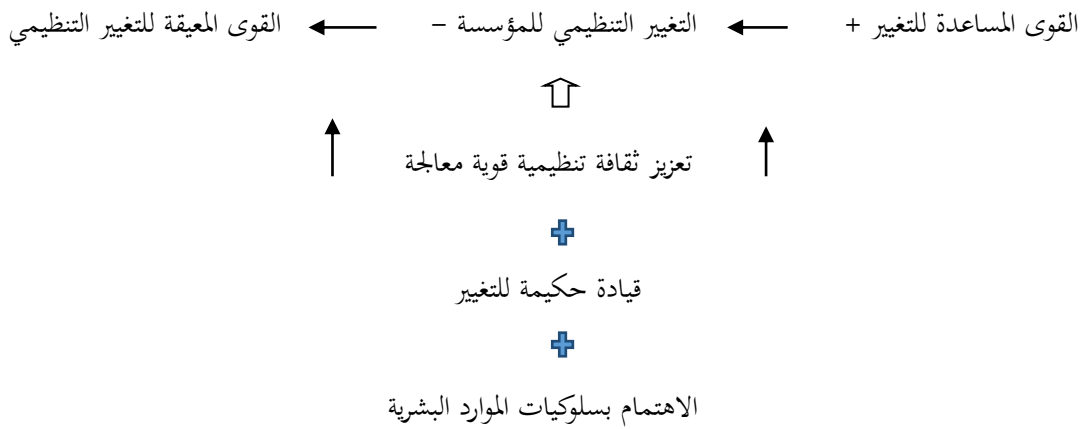 القوى المساعدة للتغيير + التغيير التنظيمي للمؤسسة – القوى المعيقة للتغيير التنظيمي
تعزيز ثقافة تنظيمية قوية معالجة
قيادة حكيمة للتغيير
الاهتمام بسلوكيات الموارد البشرية